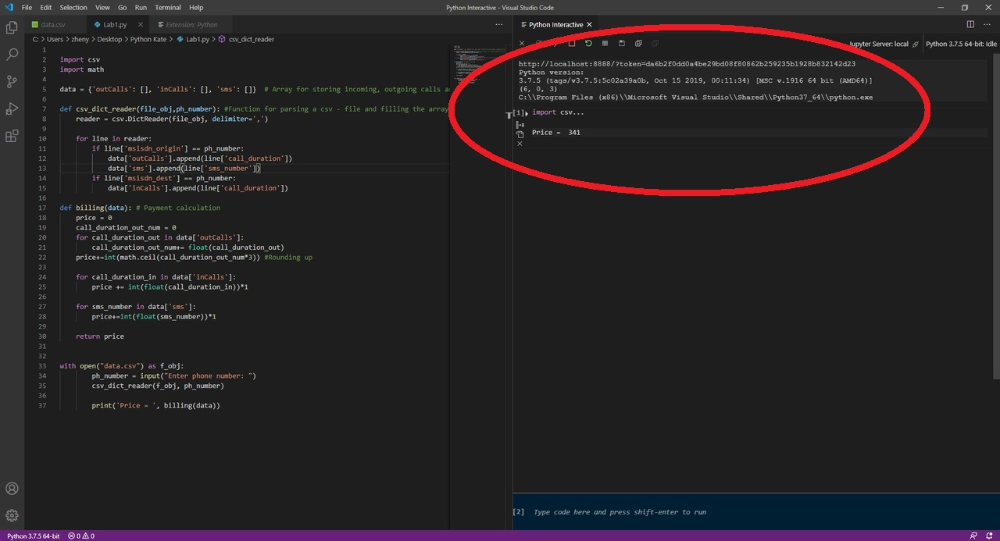 File Edit Selection View Go Run Terminal Help
Python Interactive - Visual Studio Code
data.csv
Lab1.py
Extension: Python
C: > Users > zheny > Desktop > Python Kate > Lab1.py > csv_dict_reader
1
2 import csv
3 import math
4
5 data = {'outCalls': [], 'inCalls': [], 'sms': []} # Array for storing incoming, outgoing calls a
6
7 def csv_dict_reader(file_obj,ph_number): #Function for parsing a csv - file and filling the array
8 reader = csv.DictReader(file_obj, delimiter=',')
9
10 for line in reader:
11 if line['msisdn_origin'] == ph_number:
12 data['outCalls'].append(line['call_duration'])
13 data['sms'].append(line['sms_number'])
14 if line['msisdn_dest'] == ph_number:
15 data['inCalls'].append(line['call_duration'])
16
17 def billing(data): # Payment calculation
18 price = 0
19 call_duration_out_num = 0
20 for call_duration_out in data['outCalls']:
21 call_duration_out_num+= float(call_duration_out)
22 price+=int(math.ceil(call_duration_out_num*3)) #Rounding up
23
24 for call_duration_in in data['inCalls']:
25 price += int(float(call_duration_in))*1
26
27 for sms_number in data['sms']:
28 price+=int(float(sms_number))*1
29
30 return price
31
32
33 with open("data.csv") as f_obj:
34 ph_number = input("Enter phone number: ")
35 csv_dict_reader(f_obj, ph_number)
36
37 print('Price = ', billing(data))
Python Interactive
Jupyter Server: local
Python 3.7.5 64-bit: Idle
http://localhost:8888/?token=da6b2f0dd0a4be29bd08f80862b259235b1928b832142d23
Python version:
3.7.5 (tags/v3.7.5:5c02a39a0b, Oct 15 2019, 00:11:34) [MSC v.1916 64 bit (AMD64)]
(6, 0, 3)
C:\\Program Files (x86)\\Microsoft Visual Studio\\Shared\\Python37_64\\python.exe
[1] import csv...
Price =  341
[2] Type code here and press shift-enter to run
Python 3.7.5 64-bit 0 0